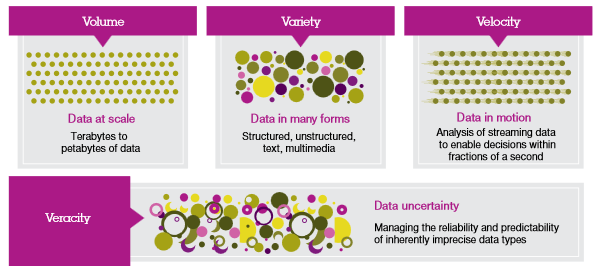 Volume
Data at scale
Terabytes to
petabytes of data
Variety
Data in many forms
Structured, unstructured,
text, multimedia
Velocity
Data in motion
Analysis of streaming data
to enable decisions within
fractions of a second
Veracity
Data uncertainty
Managing the reliability and predictability
of inherently imprecise data types